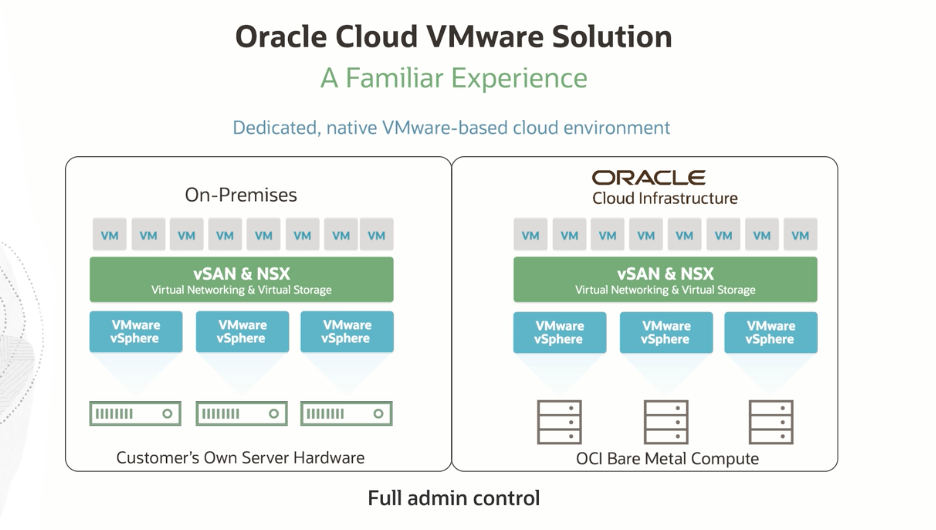 Oracle Cloud VMware Solution
A Familiar Experience
Dedicated, native VMware-based cloud environment
On-Premises
VM VM VM VM VM VM VM VM
vSAN & NSX
Virtual Networking & Virtual Storage
VMware VMware VMware
vSphere vSphere vSphere
Customer's Own Server Hardware
ORACLE
Cloud Infrastructure
VM VM VM VM VM VM VM VM
vSAN & NSX
Virtual Networking & Virtual Storage
VMware VMware VMware
vSphere vSphere vSphere
OCI Bare Metal Compute
Full admin control